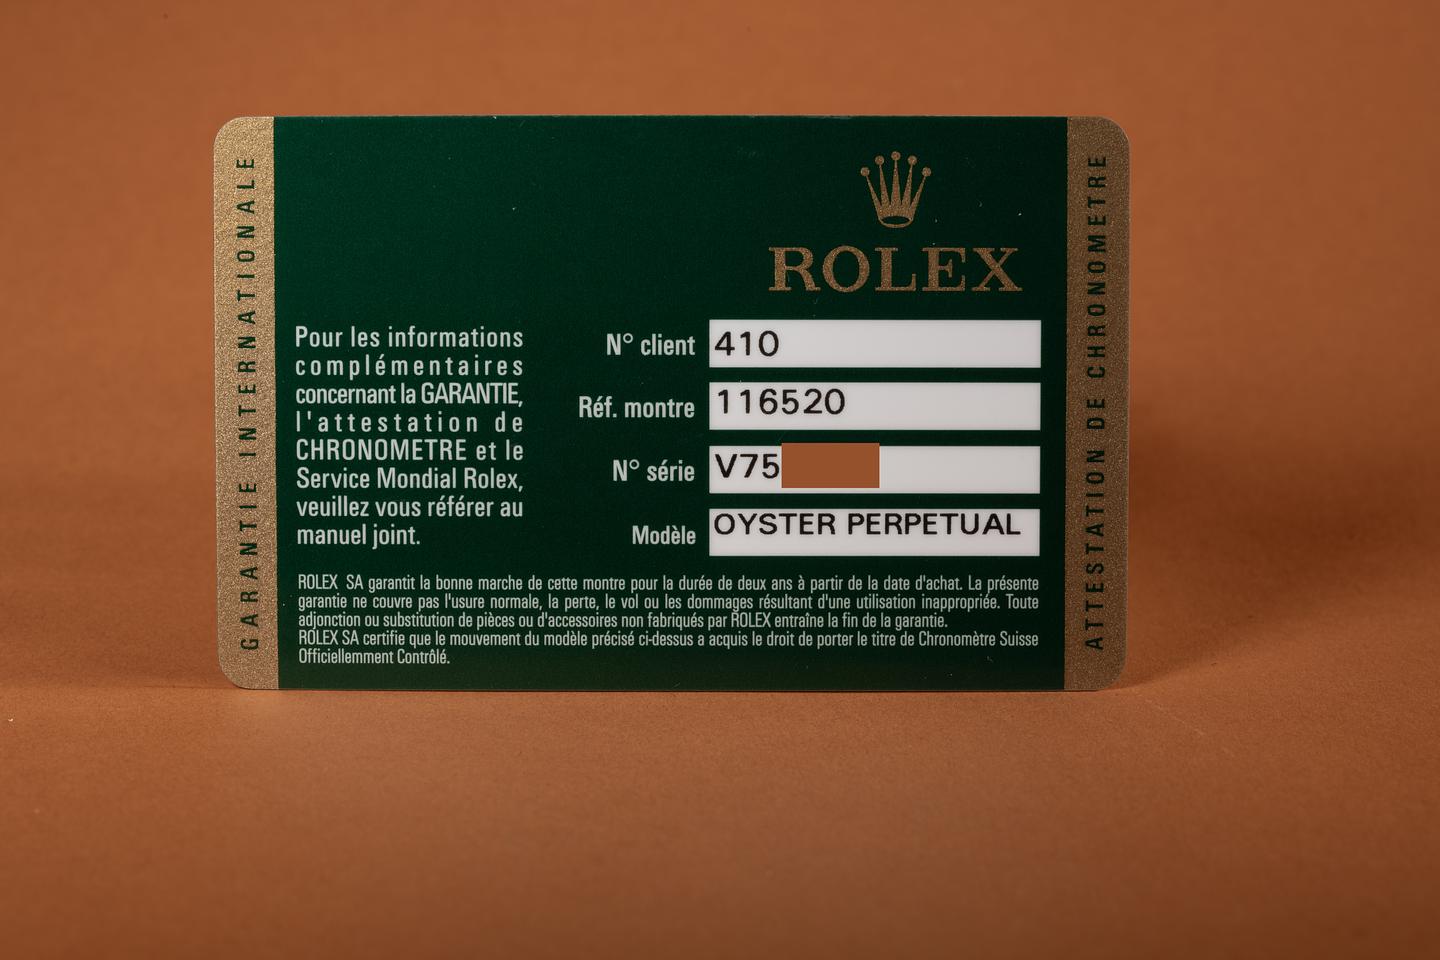 GARANTIE INTERNATIONALE
ROLEX
Pour les informations
complémentaires
concernant la GARANTIE,
l'attestation de
CHRONOMETRE et le
Service Mondial Rolex,
veuillez vous référer au
manuel joint.
N° client 410
Réf. montre 116520
N° série V75
Modèle OYSTER PERPETUAL
ROLEX SA garantit la bonne marche de cette montre pour la durée de deux ans à partir de la date d'achat. La présente
garantie ne couvre pas l'usure normale, la perte, le vol ou les dommages résultant d'une utilisation inappropriée. Toute
adjonction ou substitution de pièces ou d'accessoires non fabriqués par ROLEX entraîne la fin de la garantie.
ROLEX SA certifie que le mouvement du modèle précisé ci-dessus a acquis le droit de porter le titre de Chronomètre Suisse
Officiellemment Contrôlé.
ATTESTATION DE CHRONOMETRE